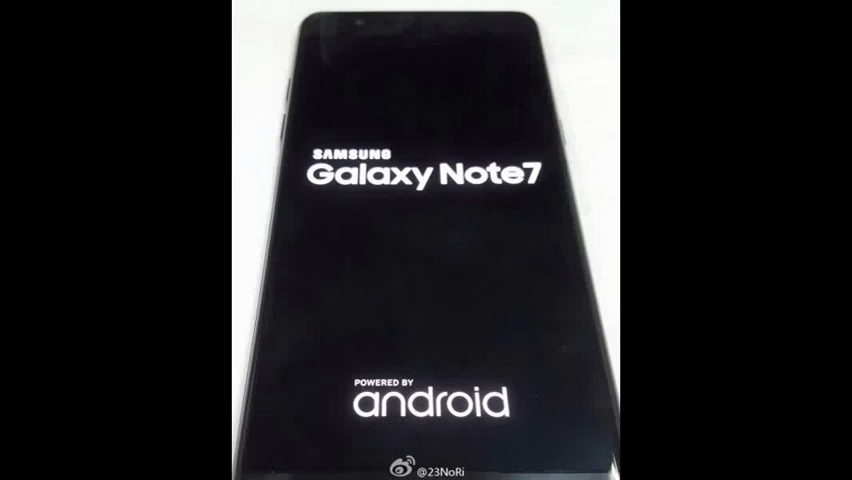 SAMSUNG
Galaxy Note7
POWERED BY
android
@23NoRi